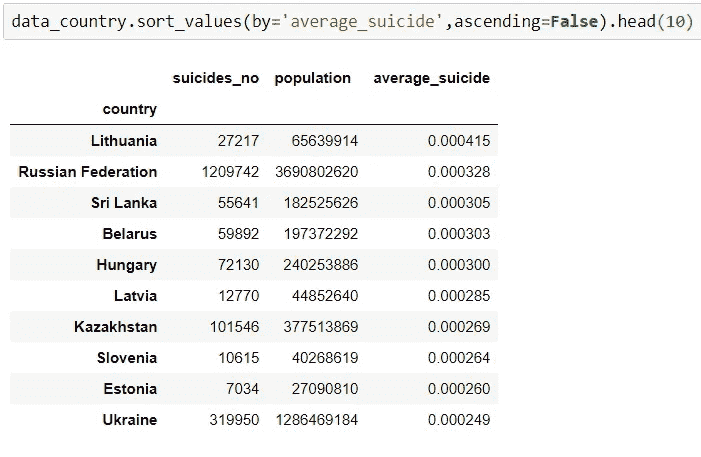 data_country.sort_values(by='average_suicide',ascending=False).head(10)
suicides_no population average_suicide
country
Lithuania 27217 65639914 0.000415
Russian Federation 1209742 3690802620 0.000328
Sri Lanka 55641 182525626 0.000305
Belarus 59892 197372292 0.000303
Hungary 72130 240253886 0.000300
Latvia 12770 44852640 0.000285
Kazakhstan 101546 377513869 0.000269
Slovenia 10615 40268619 0.000264
Estonia 7034 27090810 0.000260
Ukraine 319950 1286469184 0.000249